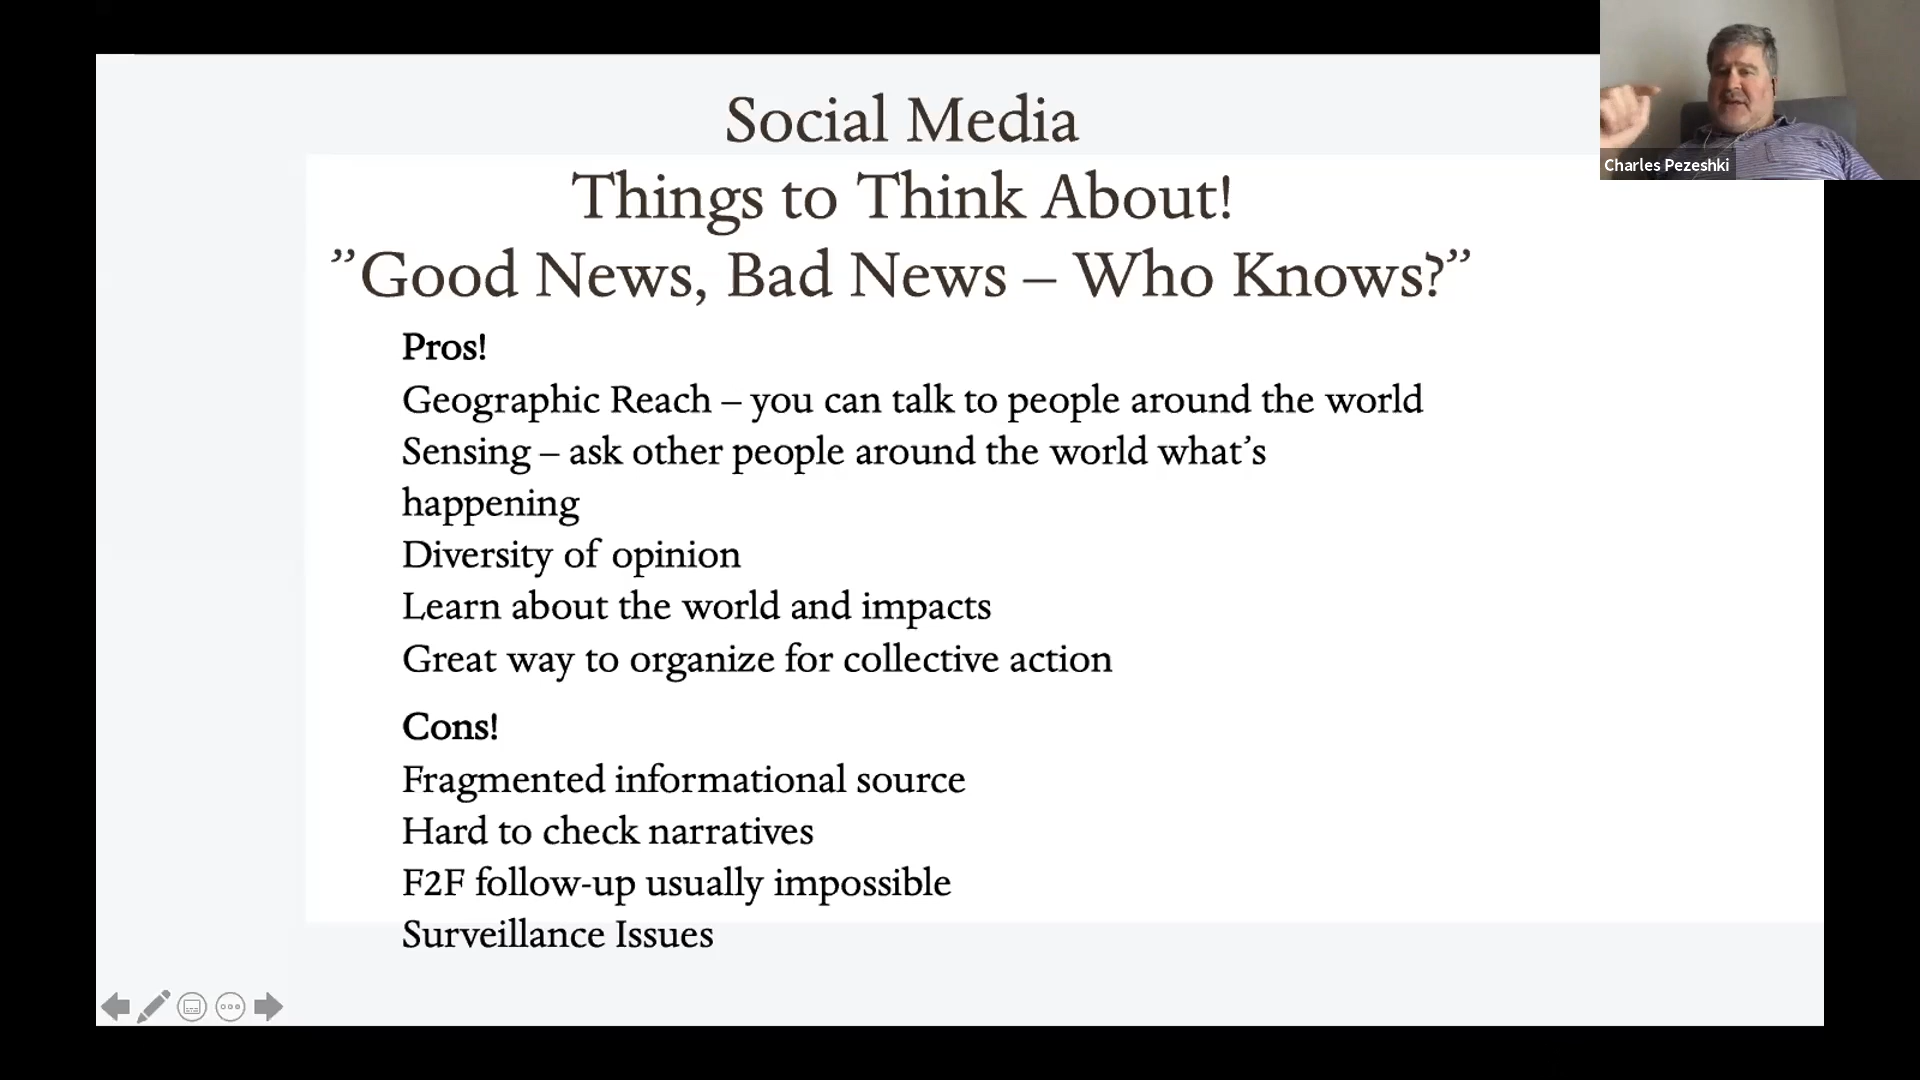 Social Media
Things to Think About!
”Good News, Bad News – Who Knows?”
Pros!
Geographic Reach – you can talk to people around the world
Sensing – ask other people around the world what’s
happening
Diversity of opinion
Learn about the world and impacts
Great way to organize for collective action
Cons!
Fragmented informational source
Hard to check narratives
F2F follow-up usually impossible
Surveillance Issues
Charles Pezeshki